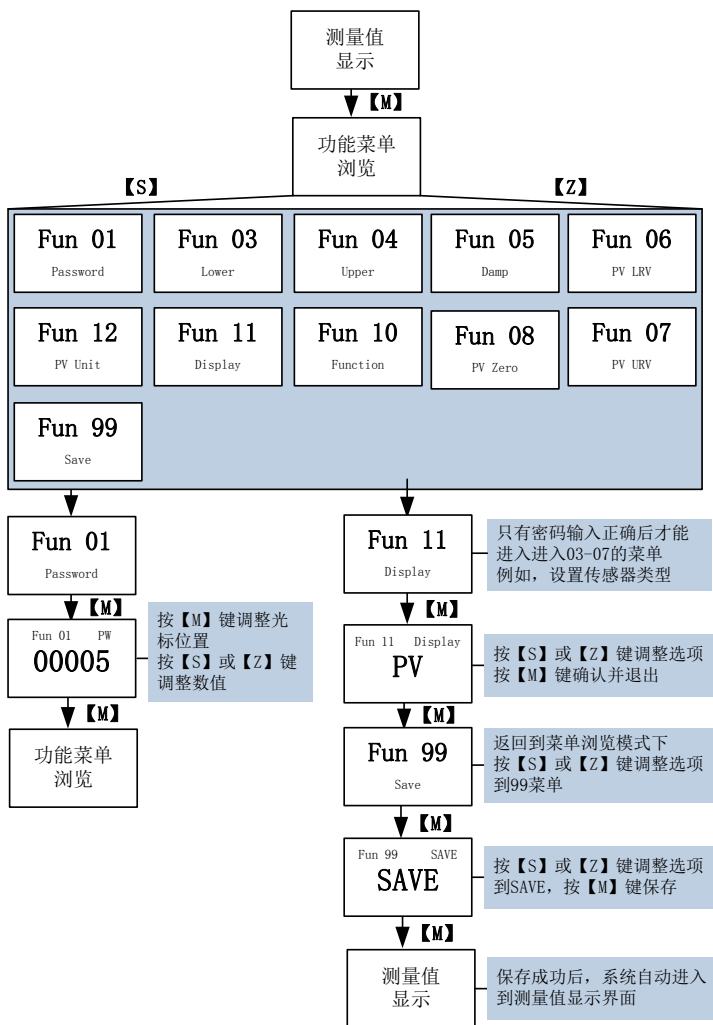 测量值
显示
【M】
功能菜单
浏览
【S】
【Z】
Fun 01
Password
Fun 03
Lower
Fun 04
Upper
Fun 05
Damp
Fun 06
PV LRV
Fun 12
PV Unit
Fun 11
Display
Fun 10
Function
Fun 08
PV Zero
Fun 07
PV URV
Fun 99
Save
Fun 01
Password
【M】
Fun 01 PW
00005
按【M】键调整光
标位置
按【S】或【Z】键
调整数值
【M】
功能菜单
浏览
Fun 11
Display
只有密码输入正确后才能
进入进入03-07的菜单
例如，设置传感器类型
【M】
Fun 11 Display
PV
按【S】或【Z】键调整选项
按【M】键确认并退出
【M】
Fun 99
Save
返回到菜单浏览模式下
按【S】或【Z】键调整选项
到99菜单
【M】
Fun 99 SAVE
SAVE
按【S】或【Z】键调整选项
到SAVE，按【M】键保存
【M】
测量值
显示
保存成功后，系统自动进入
到测量值显示界面